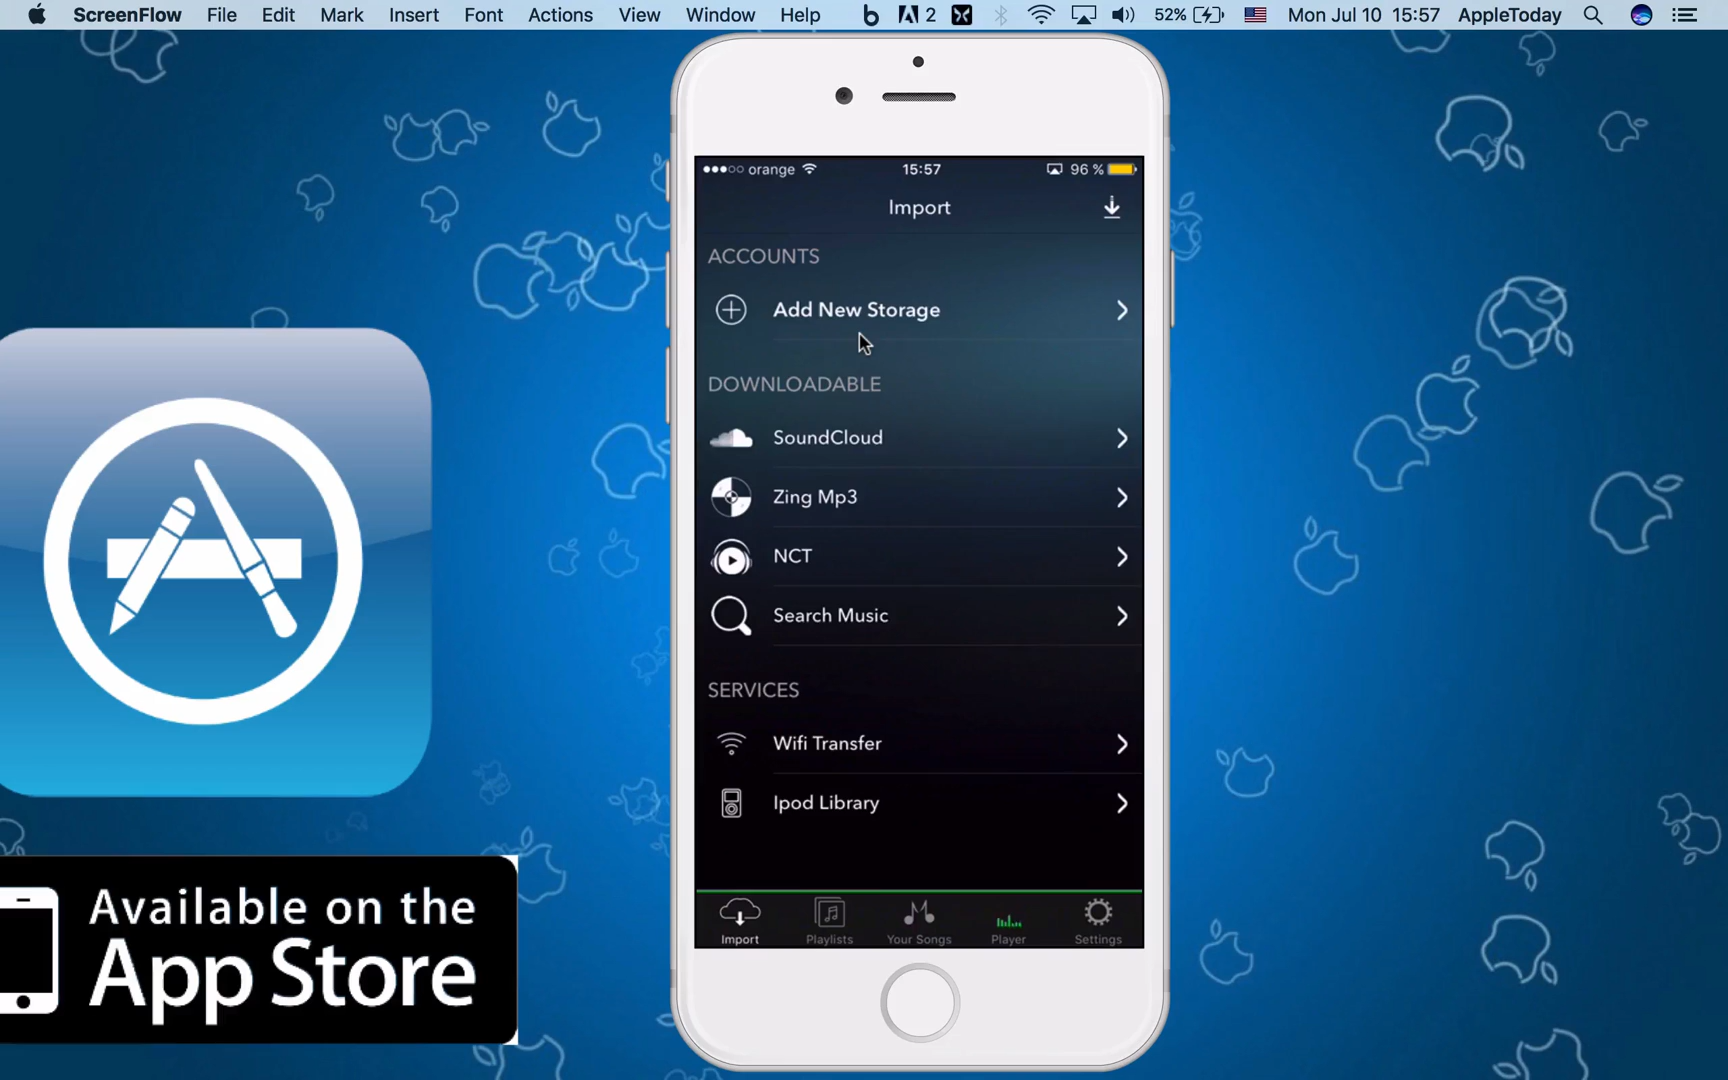 ScreenFlow File Edit Mark Insert Font Actions View Window Help 2 52% Mon Jul 10 15:57 AppleToday
orange 15:57 96 %
Import
ACCOUNTS
Add New Storage
DOWNLOADABLE
SoundCloud
Zing Mp3
NCT
Search Music
SERVICES
Wifi Transfer
Ipod Library
Import Playlists Your Songs Player Settings
Available on the
App Store